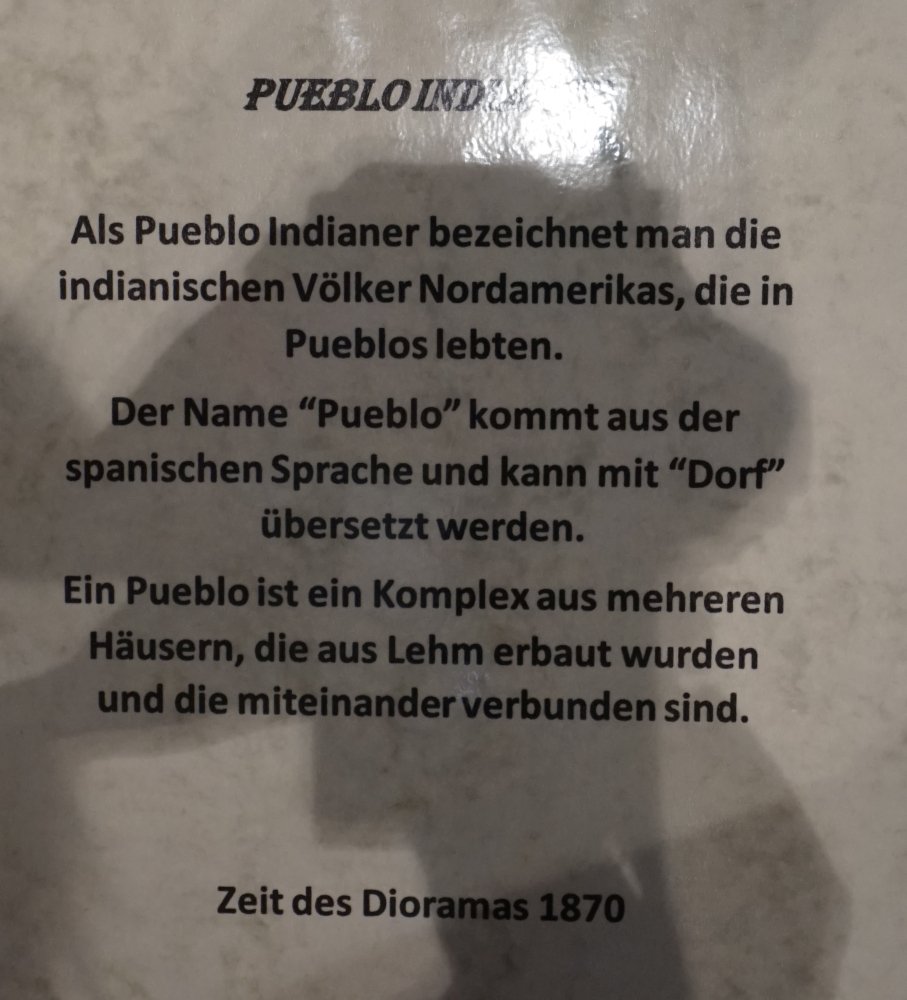 PUEBLO
Als Pueblo Indianer bezeichnet man die
indianischen Völker Nordamerikas, die in
Pueblos lebten.
Der Name “Pueblo” kommt aus der
spanischen Sprache und kann mit “Dorf”
übersetzt werden.
Ein Pueblo ist ein Komplex aus mehreren
Häusern, die aus Lehm erbaut wurden
und die miteinander verbunden sind.
Zeit des Dioramas 1870